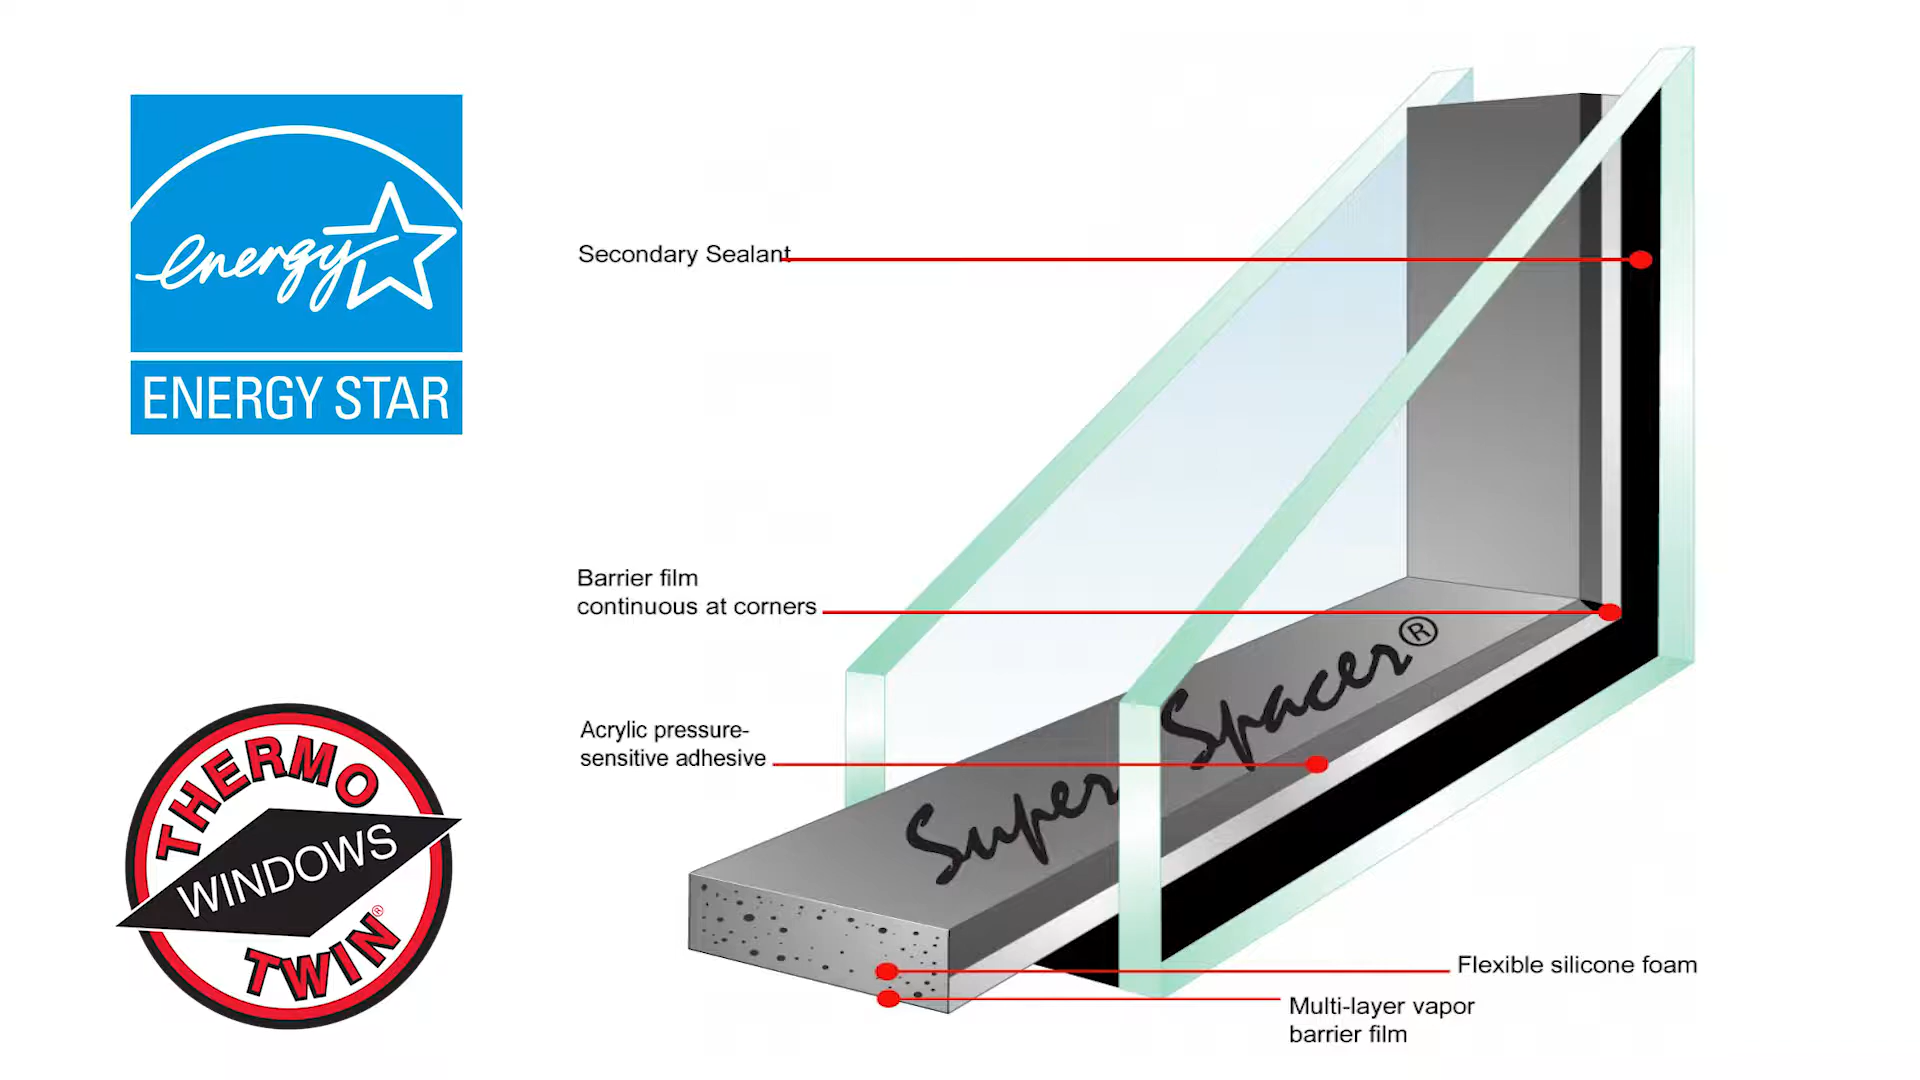 energy
ENERGY STAR
Secondary Sealant
Barrier film
continuous at corners
Acrylic pressure-
sensitive adhesive
Super Spacer®
Flexible silicone foam
Multi-layer vapor
barrier film
THERMO
WINDOWS
TWIN®